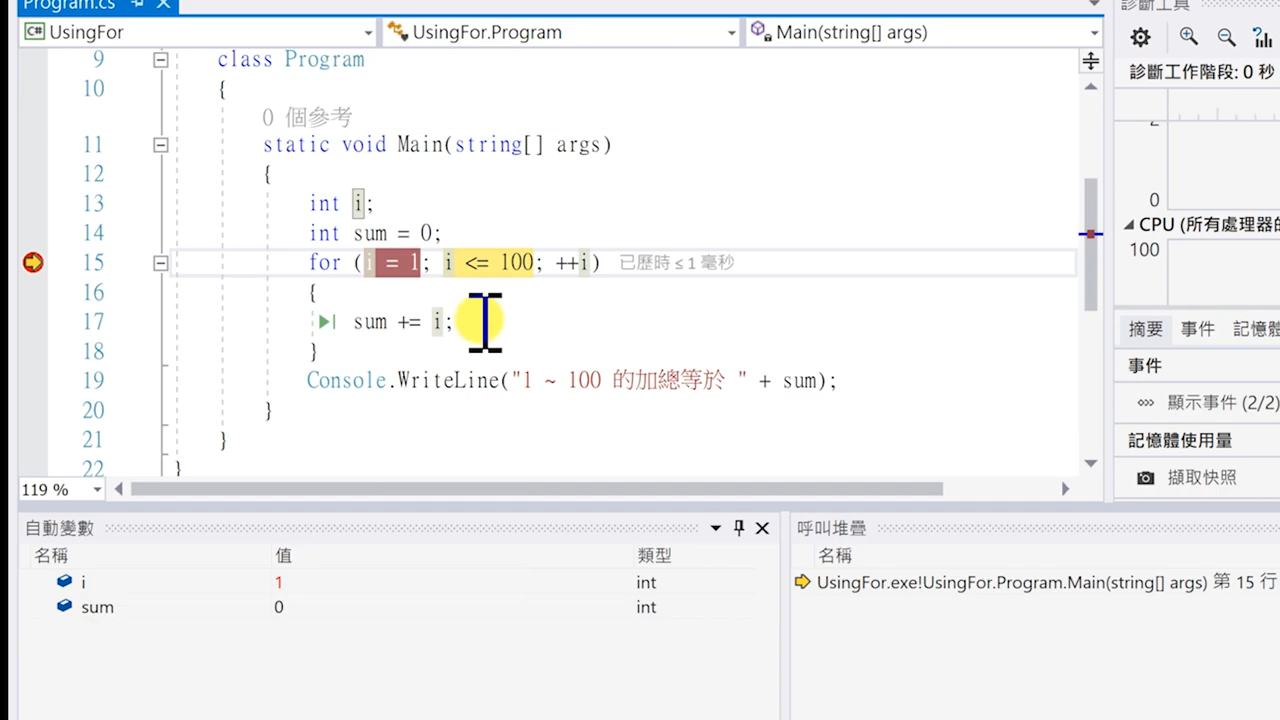 Program.cs
診斷工具
C# UsingFor
UsingFor.Program
Main(string[] args)
診斷工作階段: 0 秒
2
0
CPU (所有處理器的
100
摘要 事件 記憶體
事件
顯示事件 (2/2)
記憶體使用量
擷取快照
9 class Program
10 {
0 個參考
11 static void Main(string[] args)
12 {
13 int i;
14 int sum = 0;
15 for (i = 1; i <= 100; ++i) 已歷時 ≤ 1 毫秒
16 {
17 sum += i;
18 }
19 Console.WriteLine("1 ~ 100 的加總等於 " + sum);
20 }
21 }
22 }
119 %
自動變數
名稱 值 類型
i 1 int
sum 0 int
呼叫堆疊
名稱
UsingFor.exe!UsingFor.Program.Main(string[] args) 第 15 行